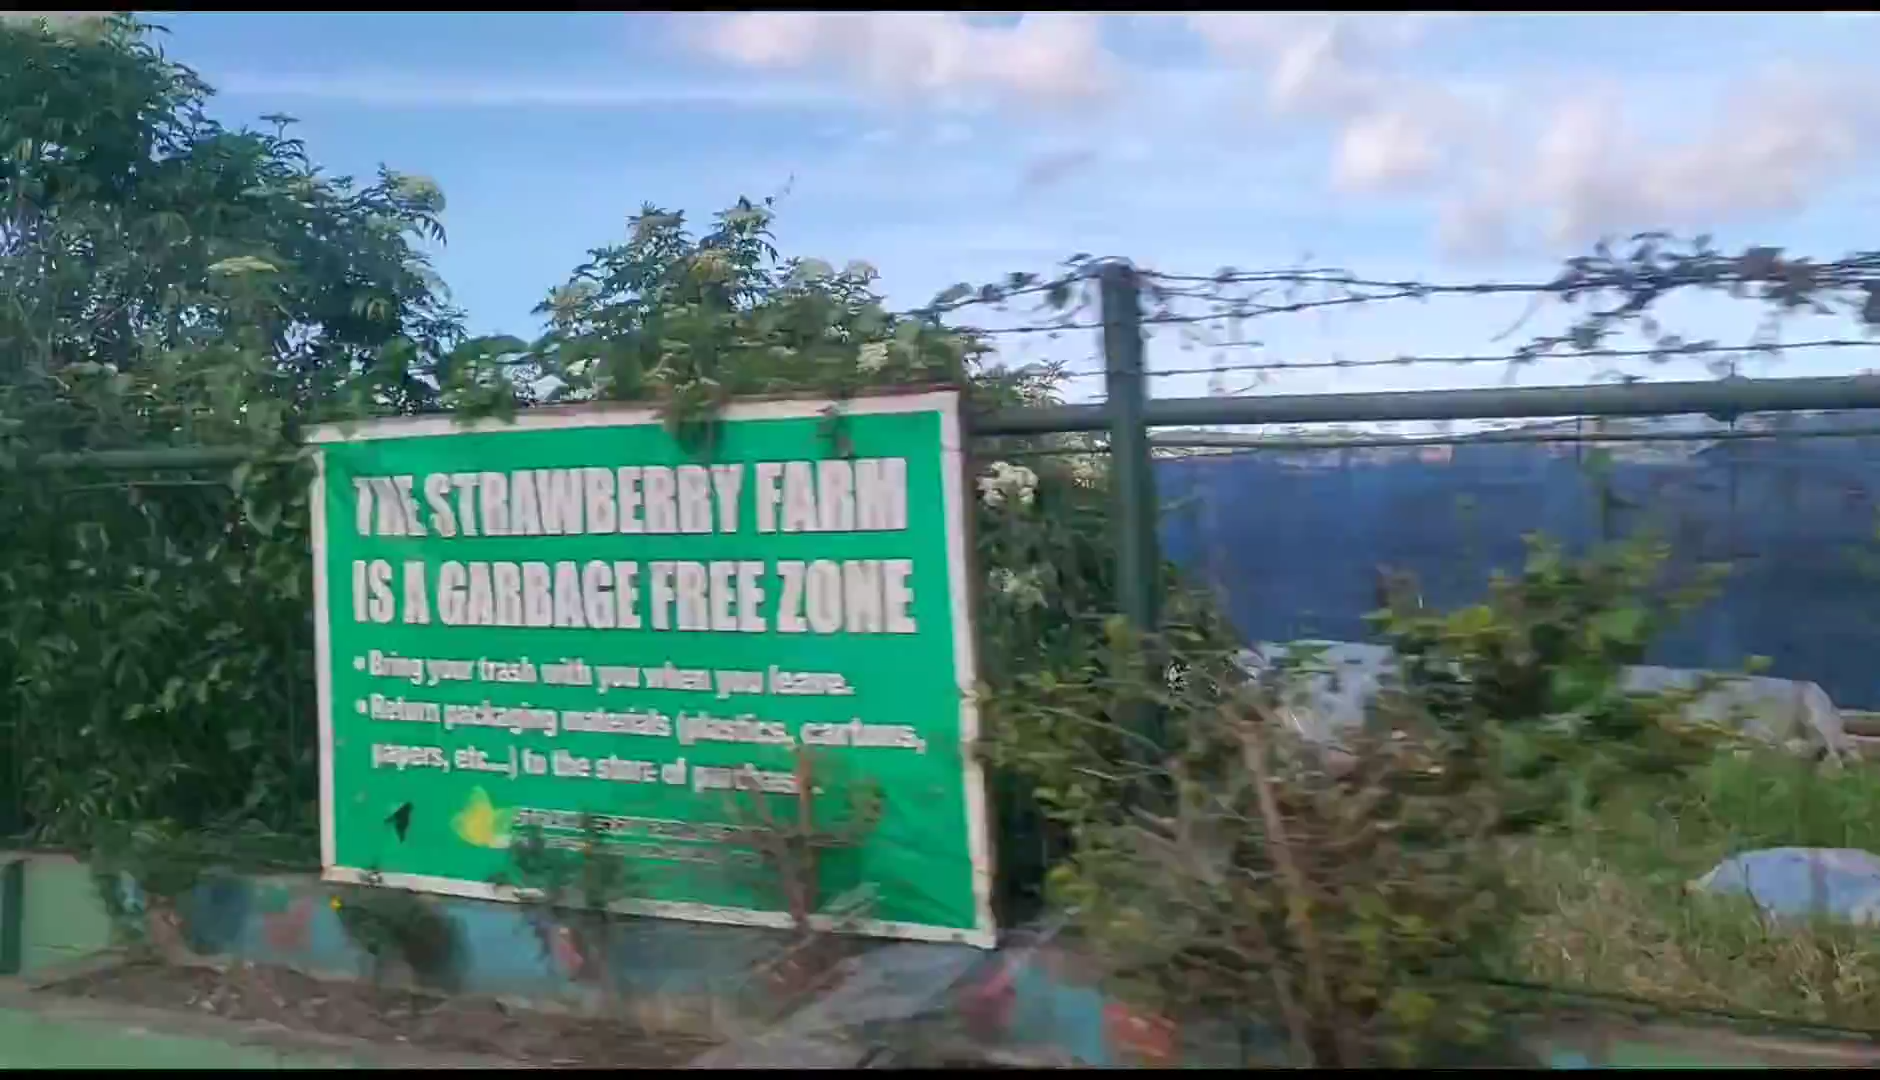 THE STRAWBERRY FARM
IS A GARBAGE FREE ZONE
• Bring your trash with you when you leave.
• Return packaging materials (plastics, cartons,
papers, etc...) to the store of purchase.